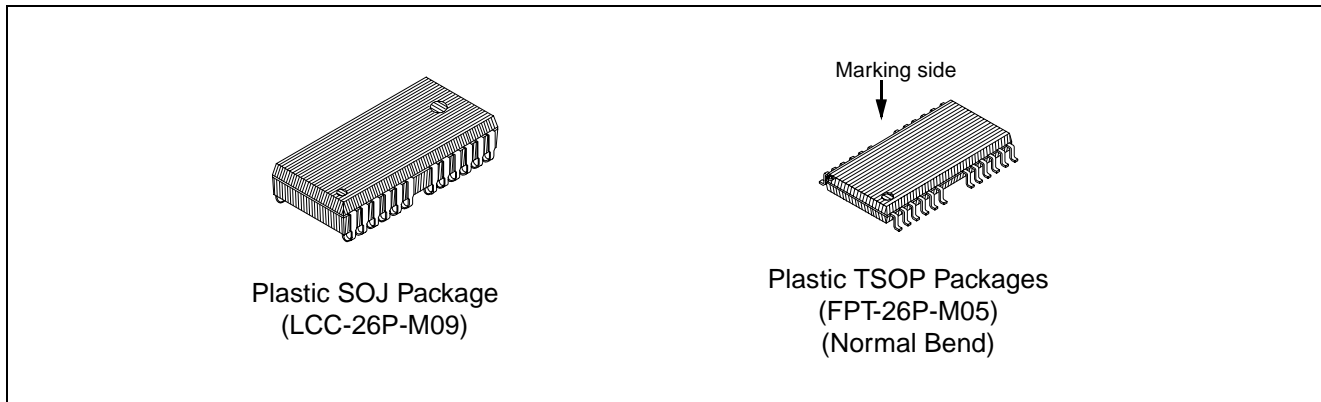 Marking side
Plastic SOJ Package
(LCC-26P-M09)
Plastic TSOP Packages
(FPT-26P-M05)
(Normal Bend)